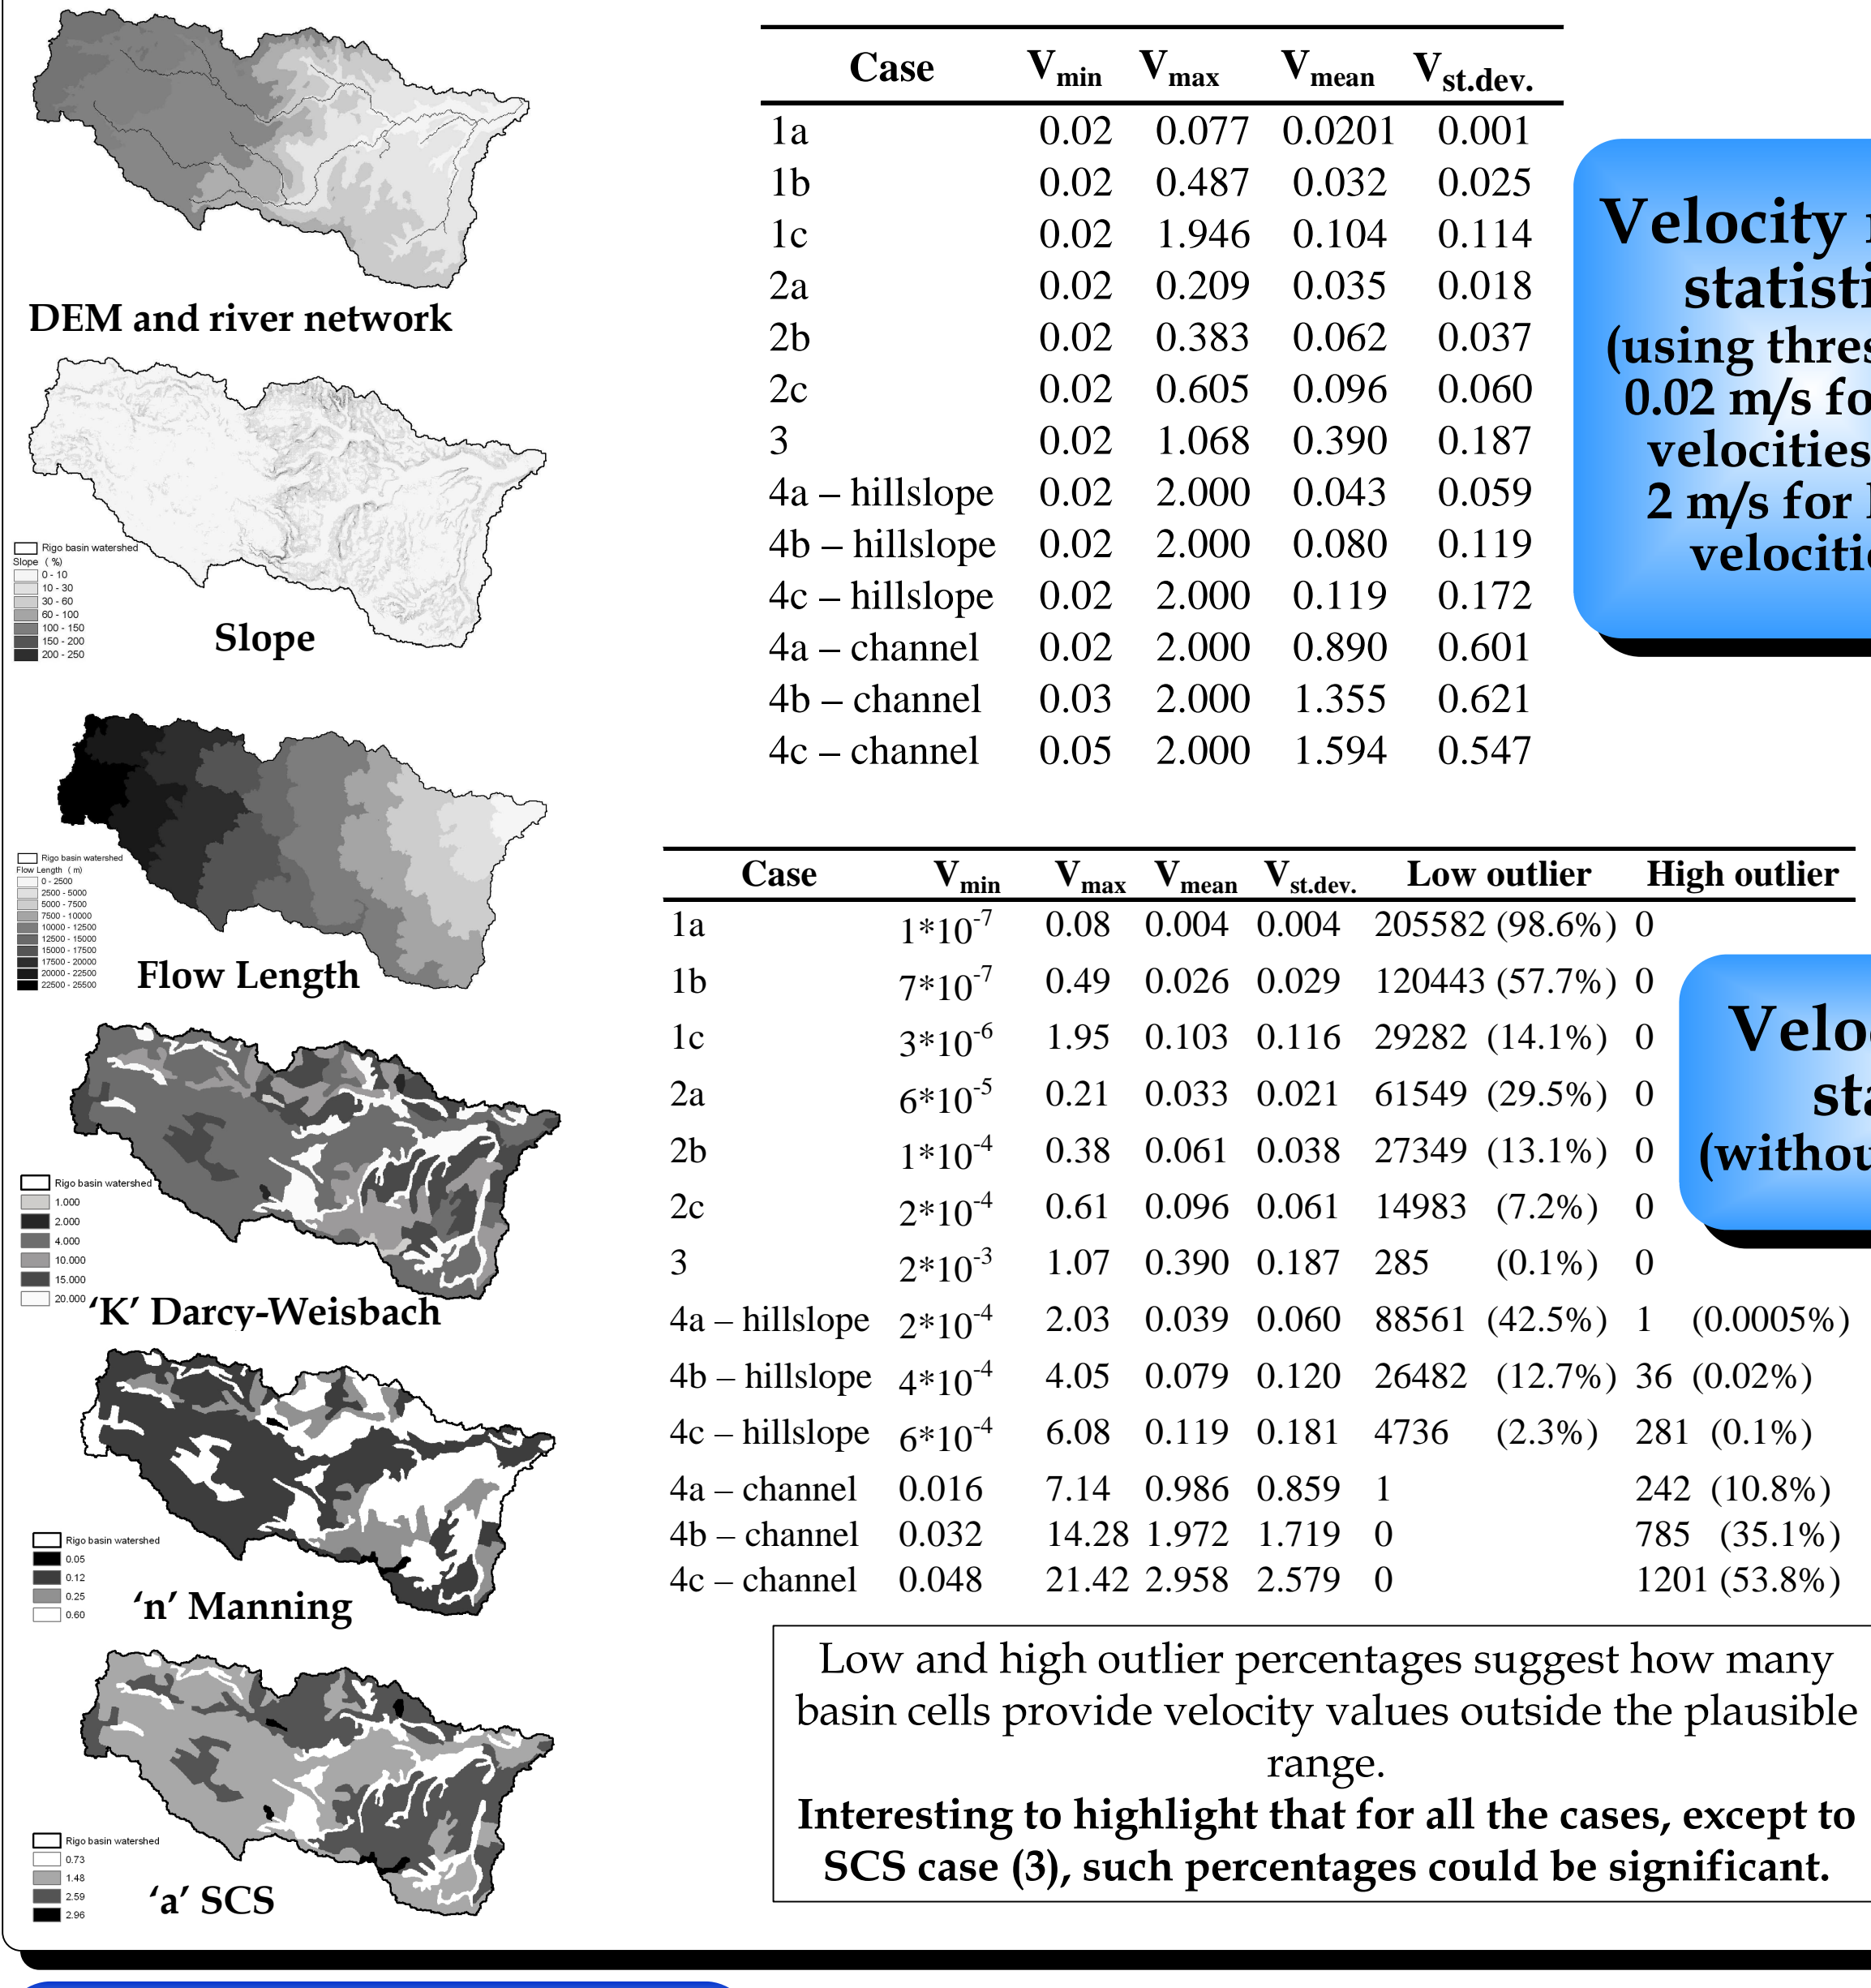 DEM and river network
Rigo basin watershed
Slope ( %)
0 - 10
10 - 30
30 - 60
60 - 100
100 - 150
150 - 200
200 - 250
Slope
Rigo basin watershed
Flow Length ( m)
0 - 2500
2500 - 5000
5000 - 7500
7500 - 10000
10000 - 12500
12500 - 15000
15000 - 17500
17500 - 20000
20000 - 22500
22500 - 25500
Flow Length
Rigo basin watershed
1.000
2.000
4.000
10.000
15.000
20.000
‘K’ Darcy-Weisbach
Rigo basin watershed
0.05
0.12
0.25
0.60
‘n’ Manning
Rigo basin watershed
0.73
1.48
2.59
2.96
‘a’ SCS
Case Vmin Vmax Vmean Vst.dev.
1a 0.02 0.077 0.0201 0.001
1b 0.02 0.487 0.032 0.025
1c 0.02 1.946 0.104 0.114
2a 0.02 0.209 0.035 0.018
2b 0.02 0.383 0.062 0.037
2c 0.02 0.605 0.096 0.060
3 0.02 1.068 0.390 0.187
4a – hillslope 0.02 2.000 0.043 0.059
4b – hillslope 0.02 2.000 0.080 0.119
4c – hillslope 0.02 2.000 0.119 0.172
4a – channel 0.02 2.000 0.890 0.601
4b – channel 0.03 2.000 1.355 0.621
4c – channel 0.05 2.000 1.594 0.547
Velocity
statisti
(using thres
0.02 m/s fo
velocities
2 m/s for
velociti
Case Vmin Vmax Vmean Vst.dev. Low outlier High outlier
1a 1*10-7 0.08 0.004 0.004 205582 (98.6%) 0
1b 7*10-7 0.49 0.026 0.029 120443 (57.7%) 0
1c 3*10-6 1.95 0.103 0.116 29282 (14.1%) 0
2a 6*10-5 0.21 0.033 0.021 61549 (29.5%) 0
2b 1*10-4 0.38 0.061 0.038 27349 (13.1%) 0
2c 2*10-4 0.61 0.096 0.061 14983 (7.2%) 0
3 2*10-3 1.07 0.390 0.187 285 (0.1%) 0
4a – hillslope 2*10-4 2.03 0.039 0.060 88561 (42.5%) 1 (0.0005%)
4b – hillslope 4*10-4 4.05 0.079 0.120 26482 (12.7%) 36 (0.02%)
4c – hillslope 6*10-4 6.08 0.119 0.181 4736 (2.3%) 281 (0.1%)
4a – channel 0.016 7.14 0.986 0.859 1 242 (10.8%)
4b – channel 0.032 14.28 1.972 1.719 0 785 (35.1%)
4c – channel 0.048 21.42 2.958 2.579 0 1201 (53.8%)
Velo
sta
(withou
Low and high outlier percentages suggest how many
basin cells provide velocity values outside the plausible
range.
Interesting to highlight that for all the cases, except to
SCS case (3), such percentages could be significant.